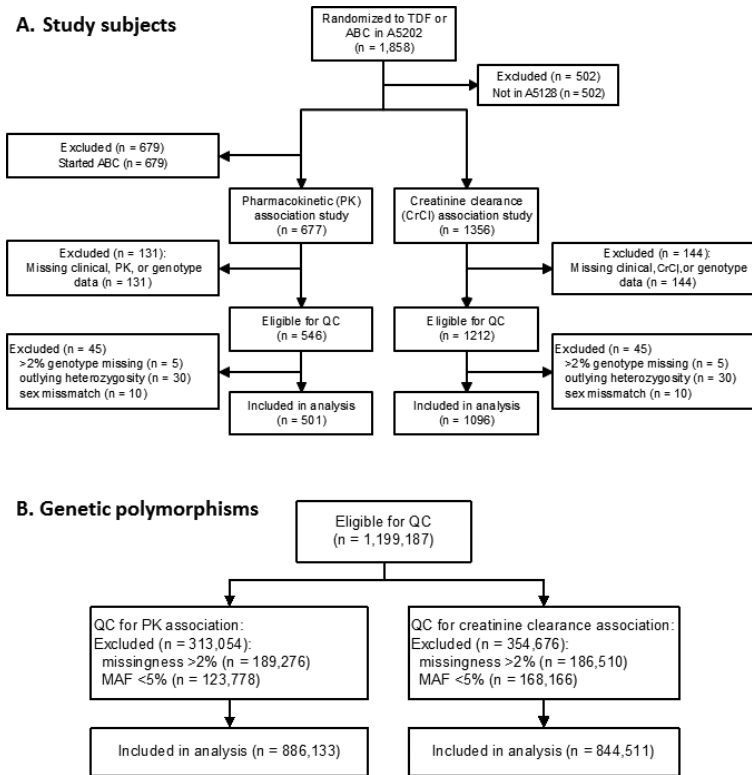 A. Study subjects
Randomized to TDF or
ABC in A5202
(n = 1,858)
Excluded (n = 502)
Not in A5128 (n = 502)
Excluded (n = 679)
Started ABC (n = 679)
Pharmacokinetic (PK)
association study
(n = 677)
Creatinine clearance
(CrCl) association study
(n = 1356)
Excluded (n = 131):
Missing clinical, PK, or genotype
data (n = 131)
Excluded (n = 144):
Missing clinical, CrCl, or genotype
data (n = 144)
Eligible for QC
(n = 546)
Eligible for QC
(n = 1212)
Excluded (n = 45)
>2% genotype missing (n = 5)
outlying heterozygosity (n = 30)
sex missmatch (n = 10)
Excluded (n = 45)
>2% genotype missing (n = 5)
outlying heterozygosity (n = 30)
sex missmatch (n = 10)
Included in analysis
(n = 501)
Included in analysis
(n = 1096)
B. Genetic polymorphisms
Eligible for QC
(n = 1,199,187)
QC for PK association:
Excluded (n = 313,054):
missingness >2% (n = 189,276)
MAF <5% (n = 123,778)
QC for creatinine clearance association:
Excluded (n = 354,676):
missingness >2% (n = 186,510)
MAF <5% (n = 168,166)
Included in analysis (n = 886,133)
Included in analysis (n = 844,511)